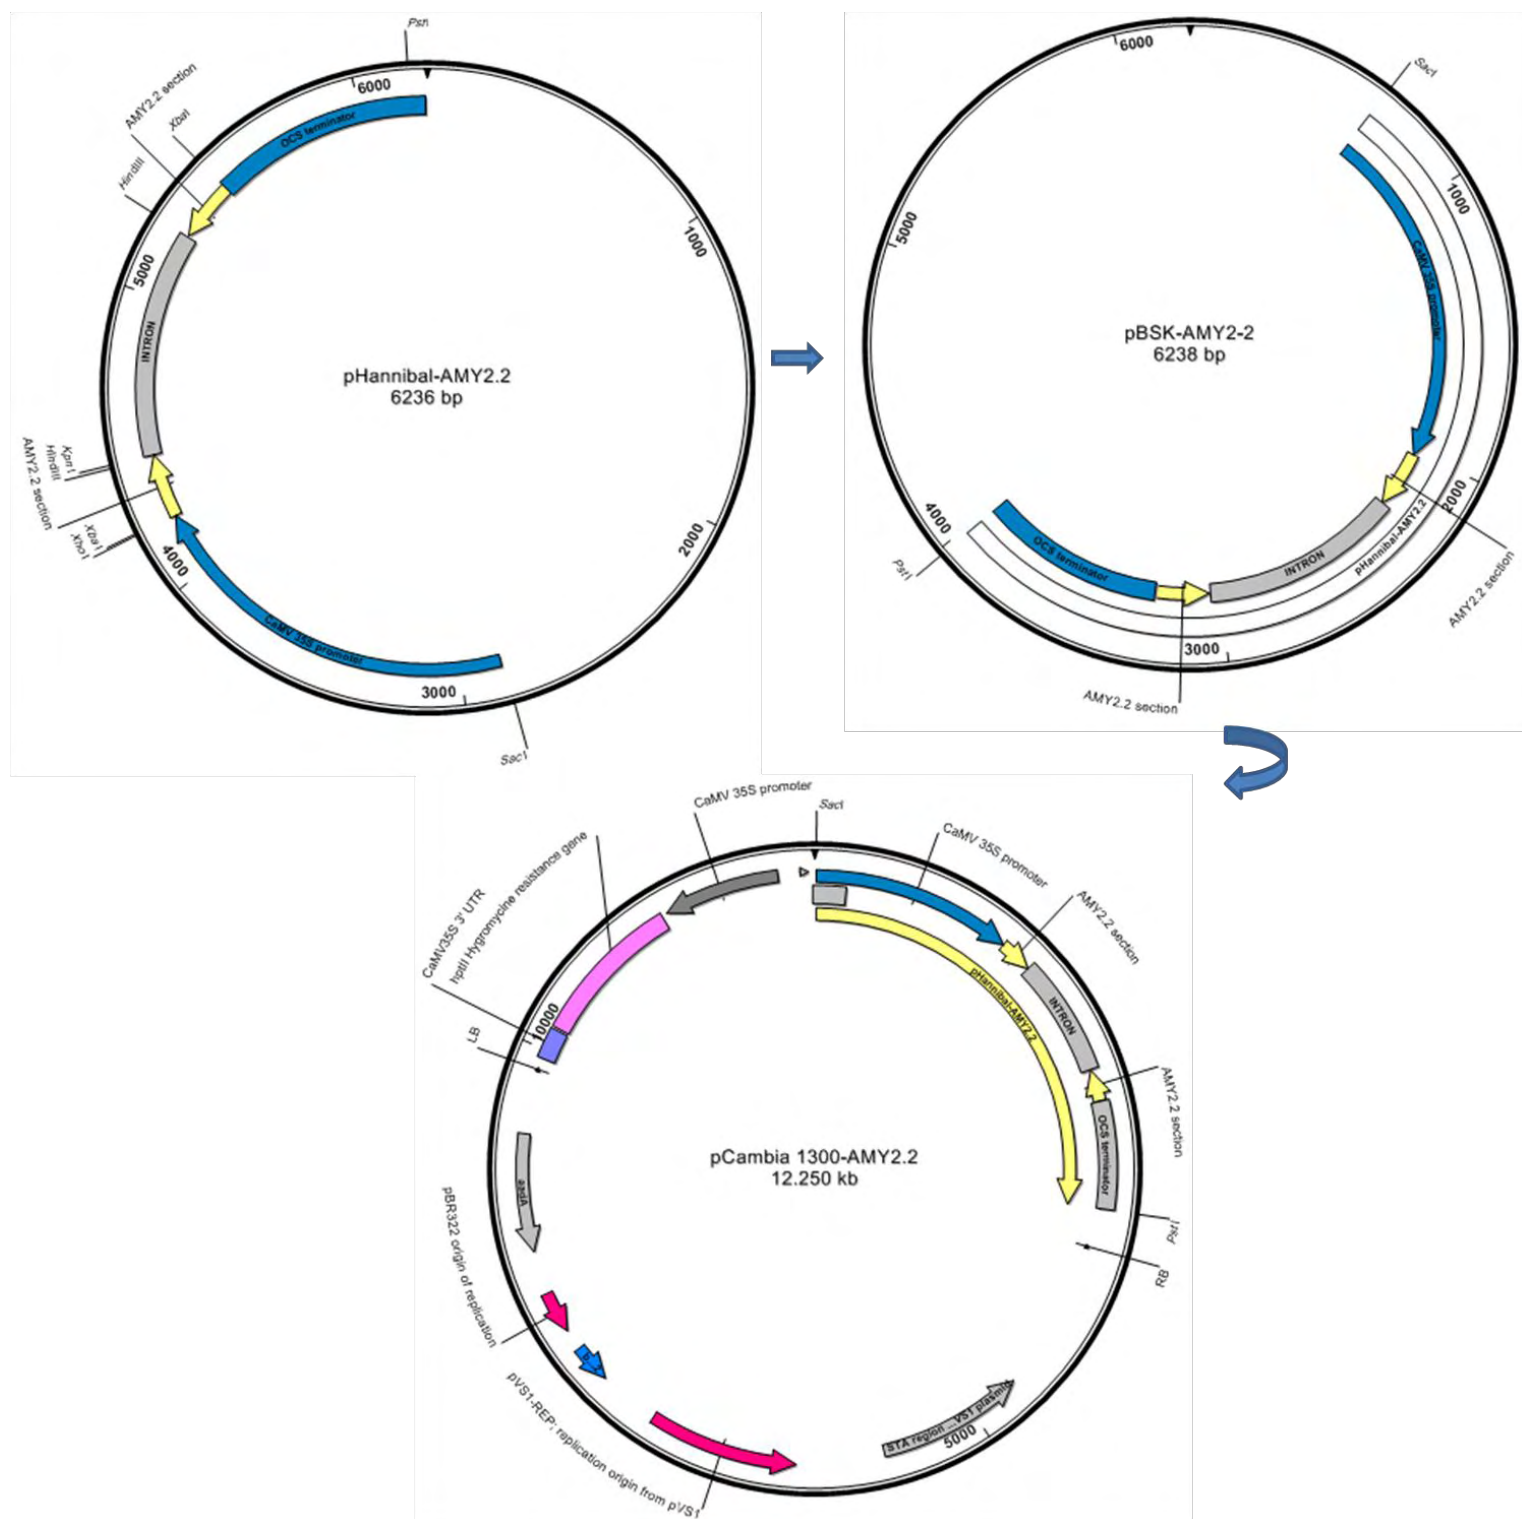 PstI
6000
OCS terminator
AMY2.2 section
XbaI
HindIII
5000
INTRON
1000
pHannibal-AMY2.2
6236 bp
KpnI
HindIII
AMY2.2 section
XbaI
XhoI
4000
2000
CaMV 35S promoter
3000
SacI
6000
SacI
1000
5000
CaMV 35S promoter
pBSK-AMY2-2
6238 bp
2000
4000
PstI
OCS terminator
INTRON
pHannibal-AMY2.2
AMY2.2 section
3000
AMY2.2 section
CaMV 35S promoter
SacI
CaMV 35S promoter
hptII Hygromycine resistance gene
CaMV35S 3' UTR
AMY2.2 section
pHannibal-AMY2.2
INTRON
10000
LB
AMY2.2 section
OCS terminator
pCambia 1300-AMY2.2
12.250 kb
PstI
RB
pBR322 origin of replication
pVS1-REP; replication origin from pVS1
STA region ...VS1 plasmid
5000